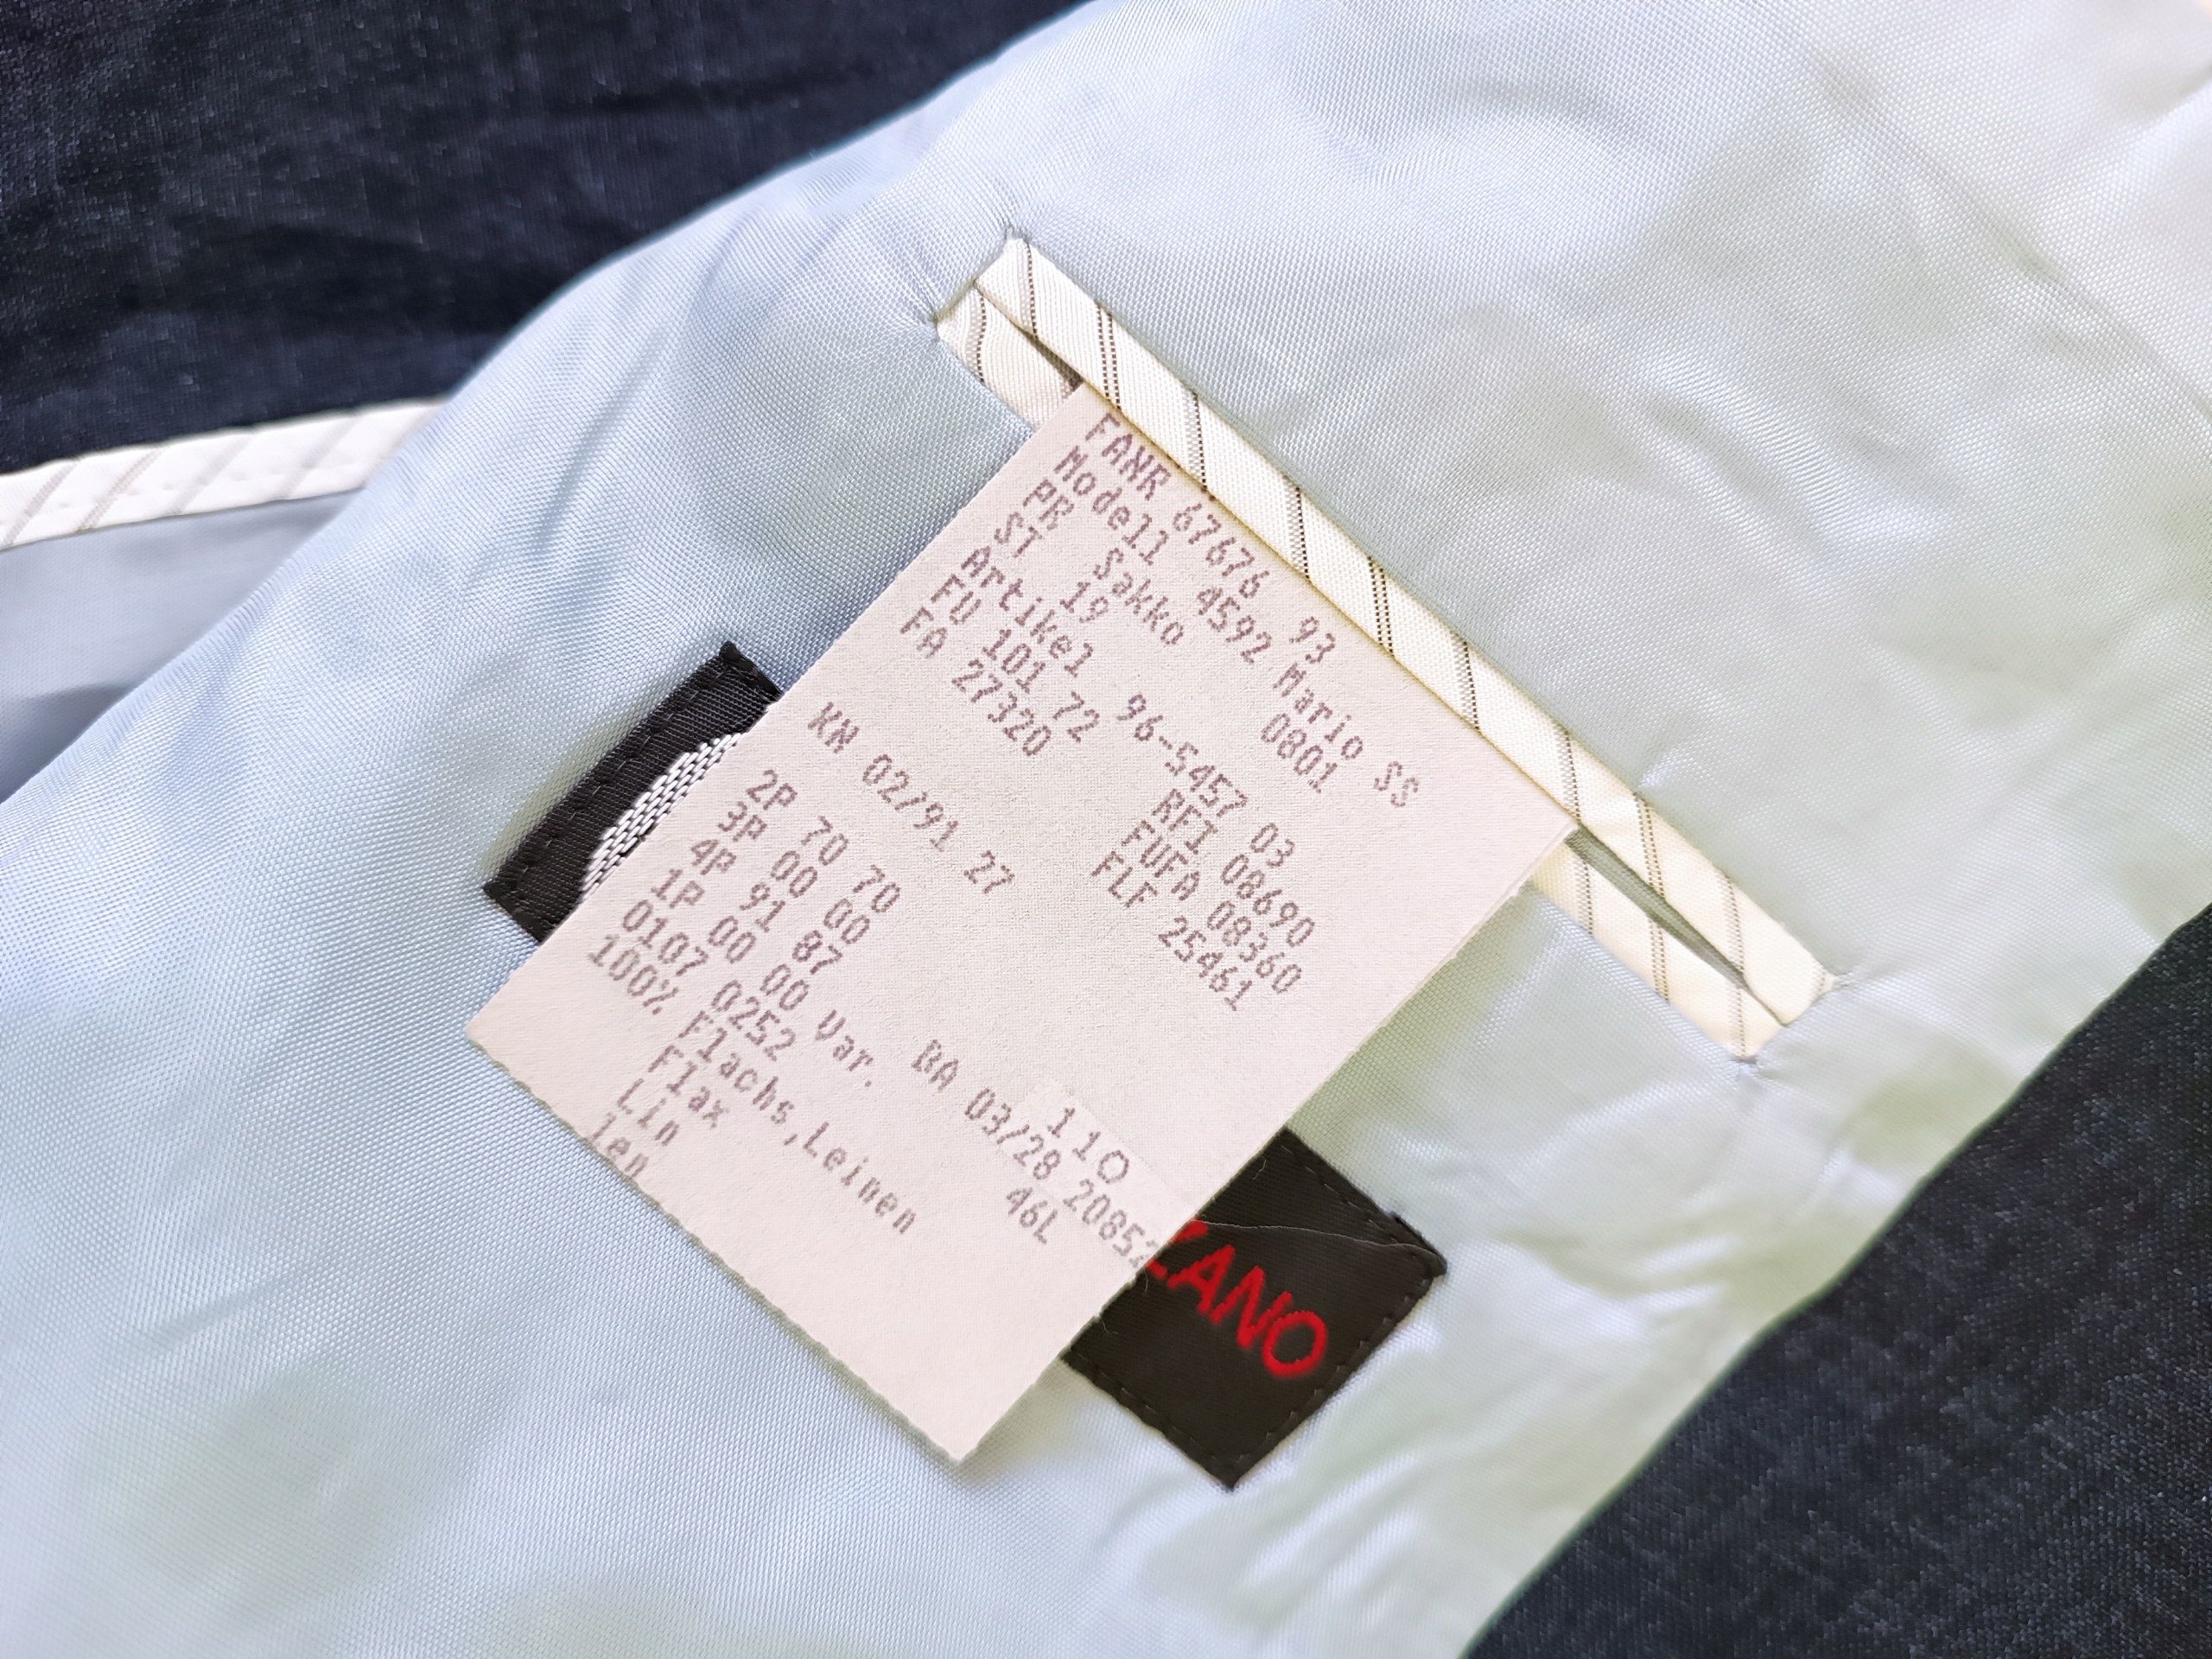 FANR 67676 93
Modell 4592 Mario SS
PR Sakko 0801
ST 19
Artikel 96-5457 03
FU 101 72 RFI 08690
FA 27320 FUFA 08360
FLF 25461
KN 02/91 27
2P 70 70
3P 00 00
4P 91 87
1P 00 00 Var. BA 03/28 20852
0107 0252 46L
110
100% Flachs,Leinen
Flax
Lin
ZANO